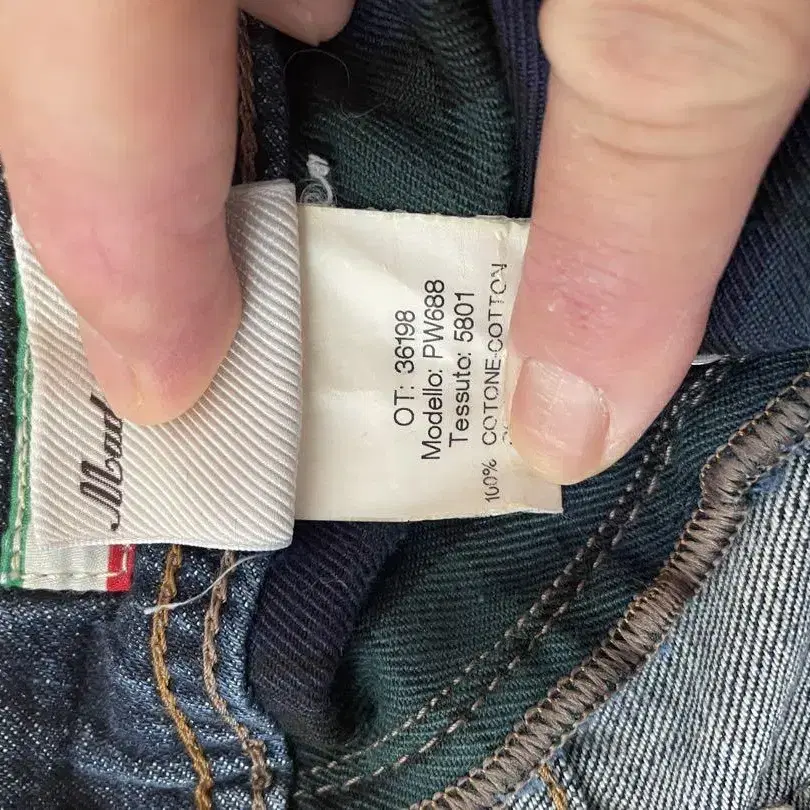 OT: 36198
Modello: PW688
Tessuto: 5801
100% COTONE-COTTON